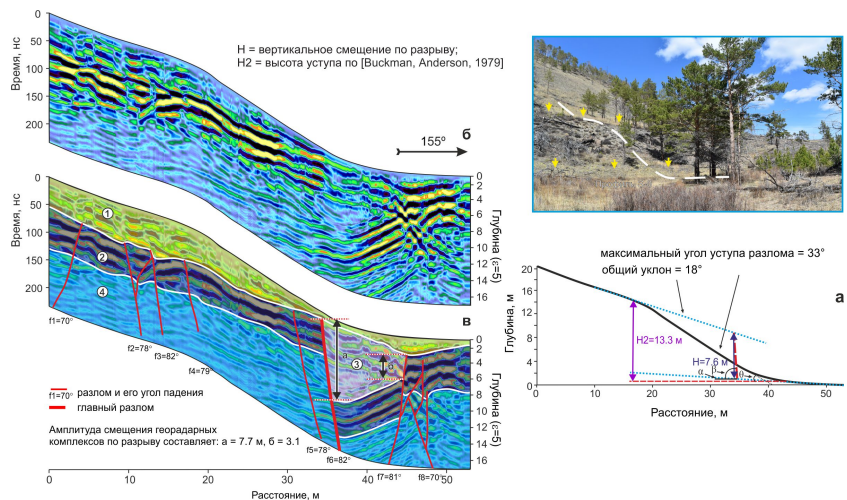 H = вертикальное смещение по разрыву;
H2 = высота уступа по [Buckman, Anderson, 1979]
Время, нс
0
50
100
150
200
б
155°
0
2
4
6
8
10
12
14
16
Глубина (ε=5)
Время, нс
0
50
100
150
200
1
2
4
3
a
б
f1=70°
f2=78°
f3=82°
f4=79°
f5=78°
f6=82°
f7=81°
f8=70°
в
0
2
4
6
8
10
12
14
16
Глубина (ε=5)
f1=70° разлом и его угол падения
главный разлом
Амплитуда смещения георадарных
комплексов по разрыву составляет: а = 7.7 м, б = 3.1
0
10
20
30
40
50
Расстояние, м
максимальный угол уступа разлома = 33°
общий уклон = 18°
а
Глубина, м
20
16
12
8
4
0
H2=13.3 м
H=7.6 м
α
β
θ
0
10
20
30
40
50
Расстояние, м